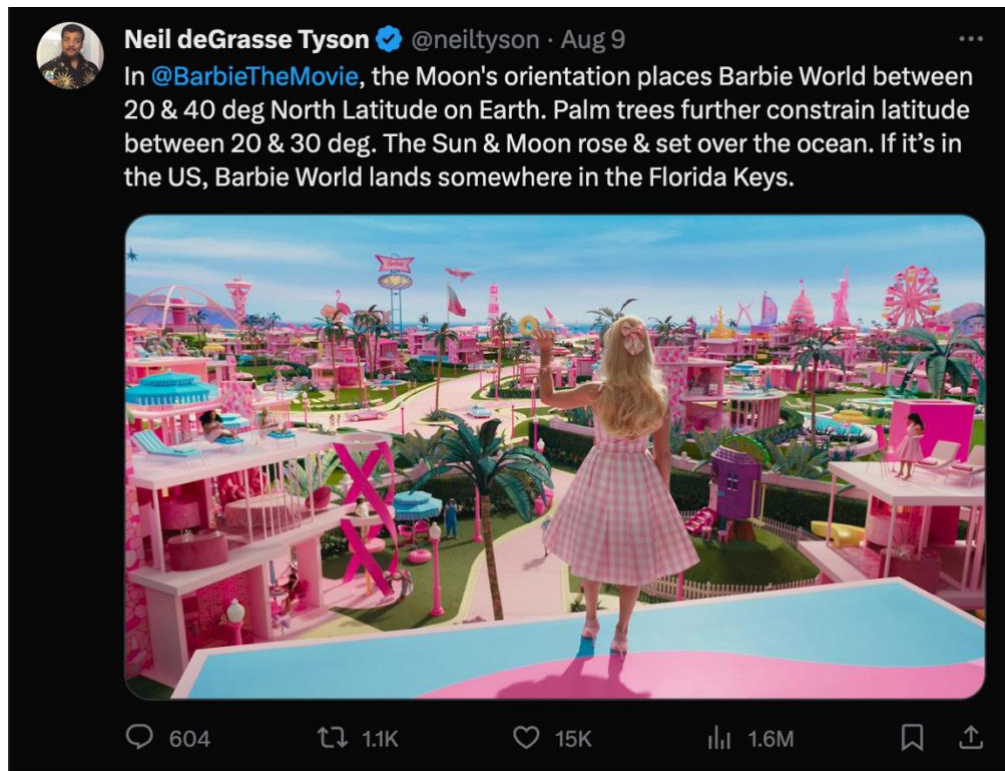 Neil deGrasse Tyson @neiltyson · Aug 9
In @BarbieTheMovie, the Moon's orientation places Barbie World between
20 & 40 deg North Latitude on Earth. Palm trees further constrain latitude
between 20 & 30 deg. The Sun & Moon rose & set over the ocean. If it’s in
the US, Barbie World lands somewhere in the Florida Keys.
Barbie
604 1.1K 15K 1.6M